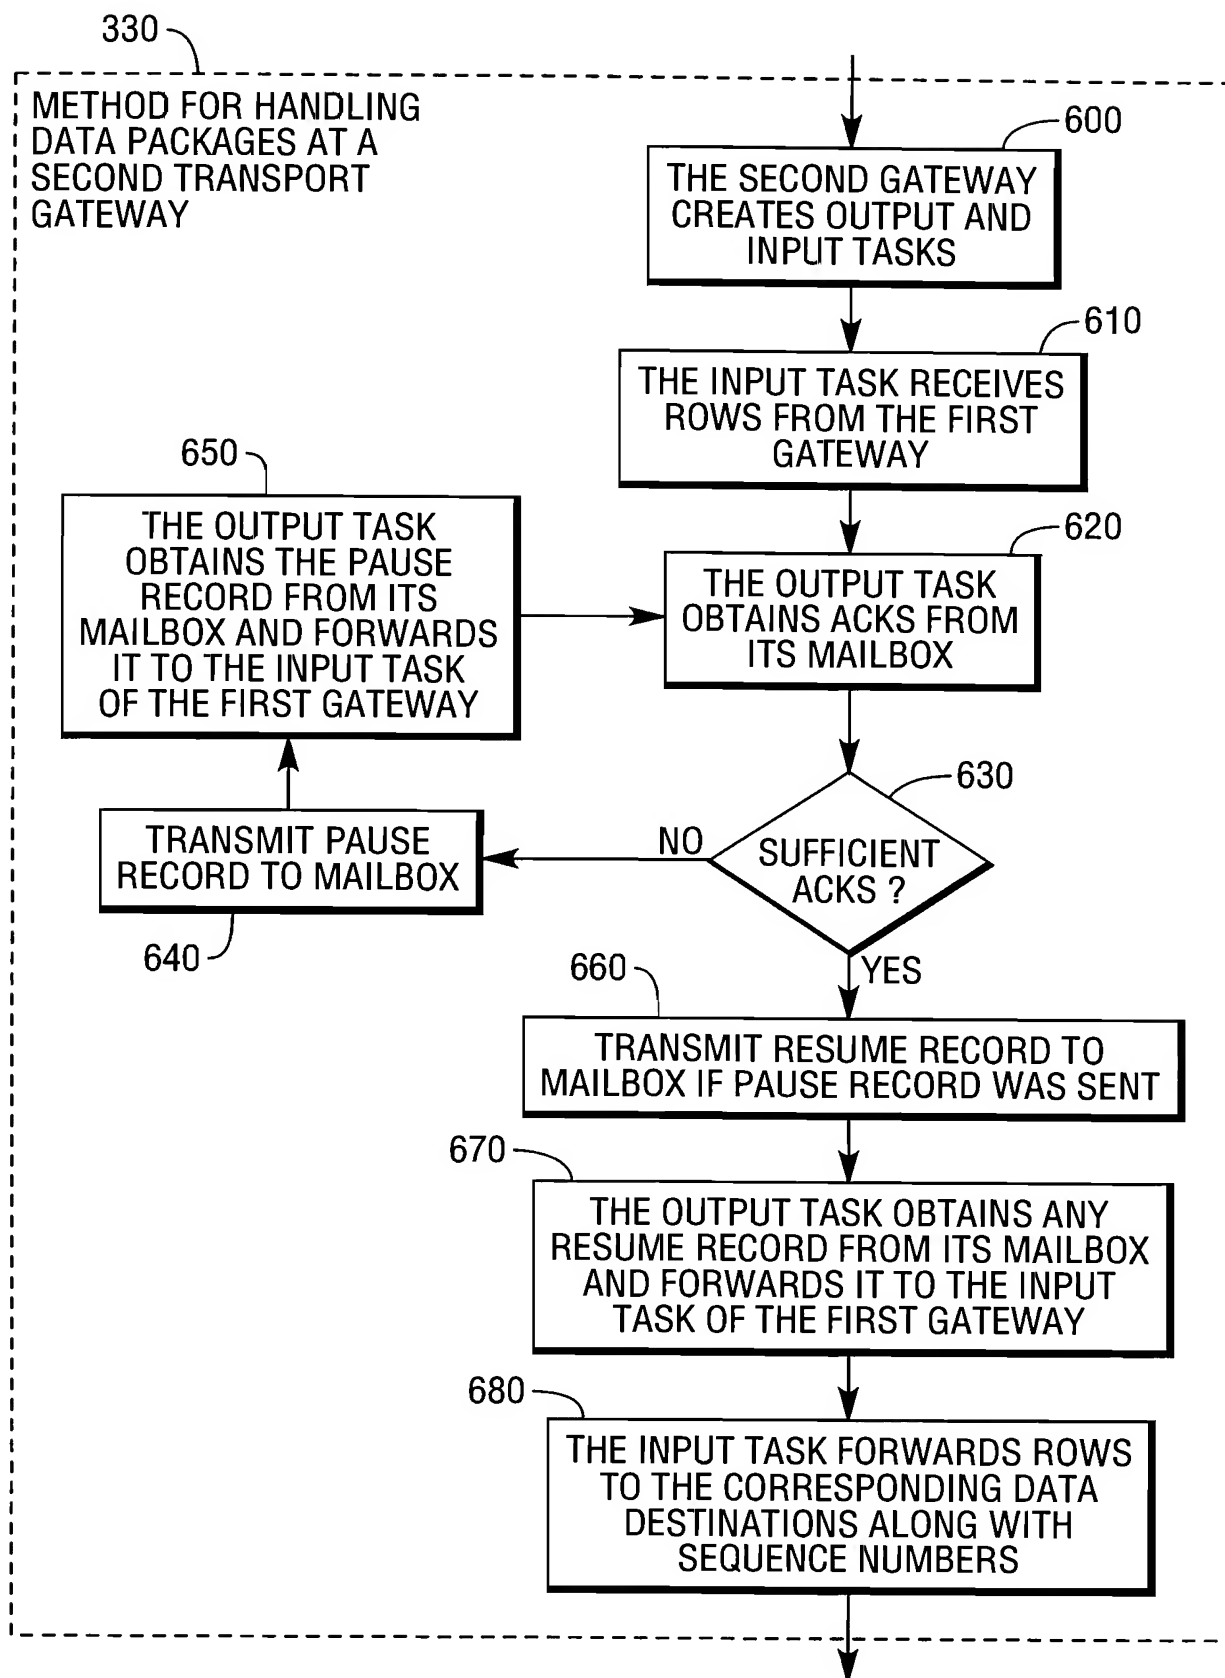 330
METHOD FOR HANDLING
DATA PACKAGES AT A
SECOND TRANSPORT
GATEWAY
600
THE SECOND GATEWAY
CREATES OUTPUT AND
INPUT TASKS
610
THE INPUT TASK RECEIVES
ROWS FROM THE FIRST
GATEWAY
650
THE OUTPUT TASK
OBTAINS THE PAUSE
RECORD FROM ITS
MAILBOX AND FORWARDS
IT TO THE INPUT TASK
OF THE FIRST GATEWAY
620
THE OUTPUT TASK
OBTAINS ACKS FROM
ITS MAILBOX
630
SUFFICIENT
ACKS ?
NO
TRANSMIT PAUSE
RECORD TO MAILBOX
640
YES
660
TRANSMIT RESUME RECORD TO
MAILBOX IF PAUSE RECORD WAS SENT
670
THE OUTPUT TASK OBTAINS ANY
RESUME RECORD FROM ITS MAILBOX
AND FORWARDS IT TO THE INPUT
TASK OF THE FIRST GATEWAY
680
THE INPUT TASK FORWARDS ROWS
TO THE CORRESPONDING DATA
DESTINATIONS ALONG WITH
SEQUENCE NUMBERS